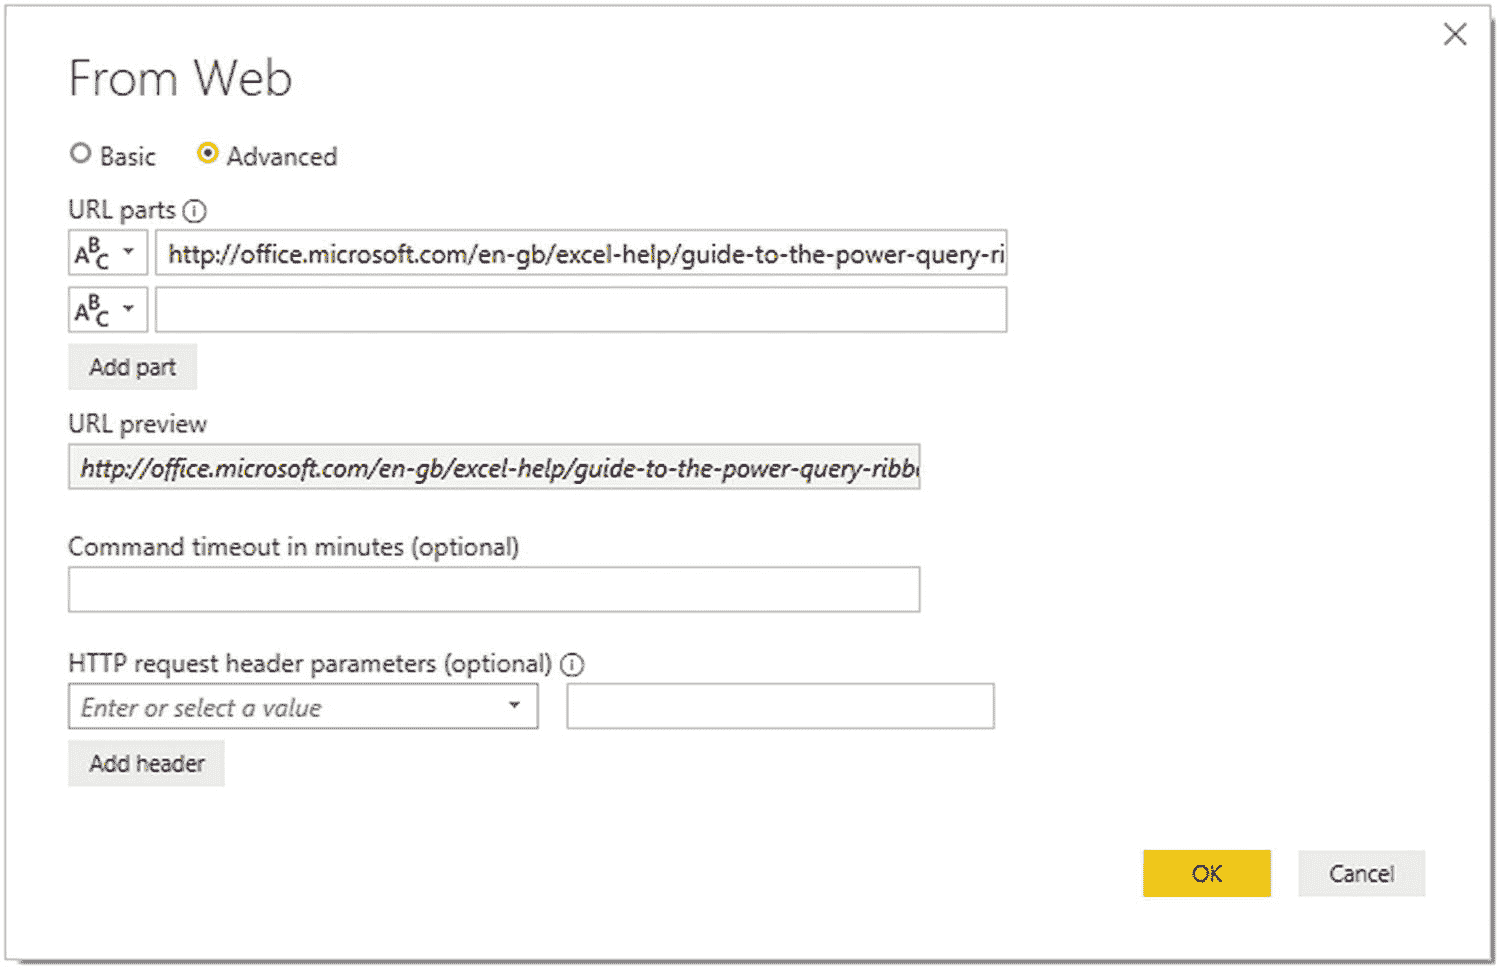 From Web
Basic Advanced
URL parts
ABC http://office.microsoft.com/en-gb/excel-help/guide-to-the-power-query-ri
ABC
Add part
URL preview
http://office.microsoft.com/en-gb/excel-help/guide-to-the-power-query-ribb
Command timeout in minutes (optional)
HTTP request header parameters (optional)
Enter or select a value
Add header
OK Cancel